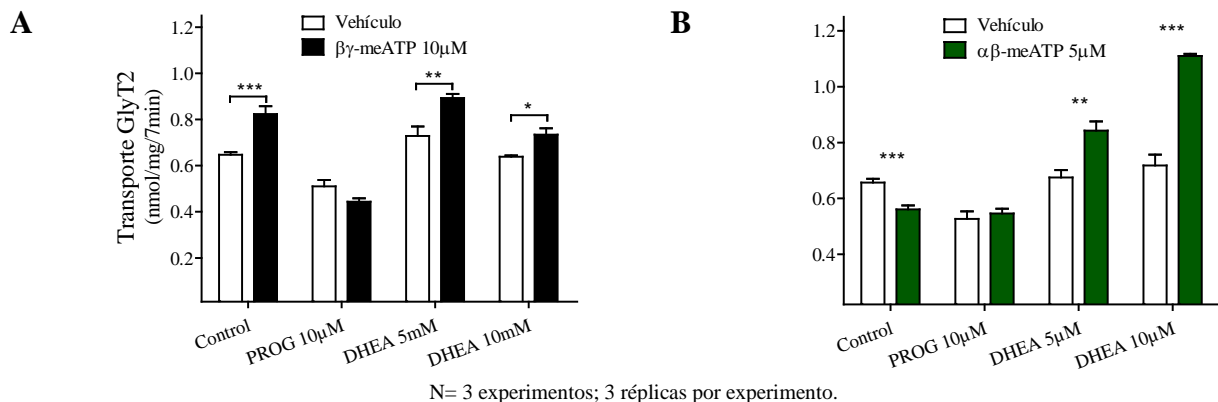 A
Vehículo
βγ-meATP 10μM
Transporte GlyT2
(nmol/mg/7min)
1.2
1.0
0.8
0.6
0.4
0.2
***
**
*
Control
PROG 10μM
DHEA 5mM
DHEA 10mM
B
Vehículo
αβ-meATP 5μM
1.2
1.0
0.8
0.6
0.4
***
**
***
Control
PROG 10μM
DHEA 5μM
DHEA 10μM
N= 3 experimentos; 3 réplicas por experimento.